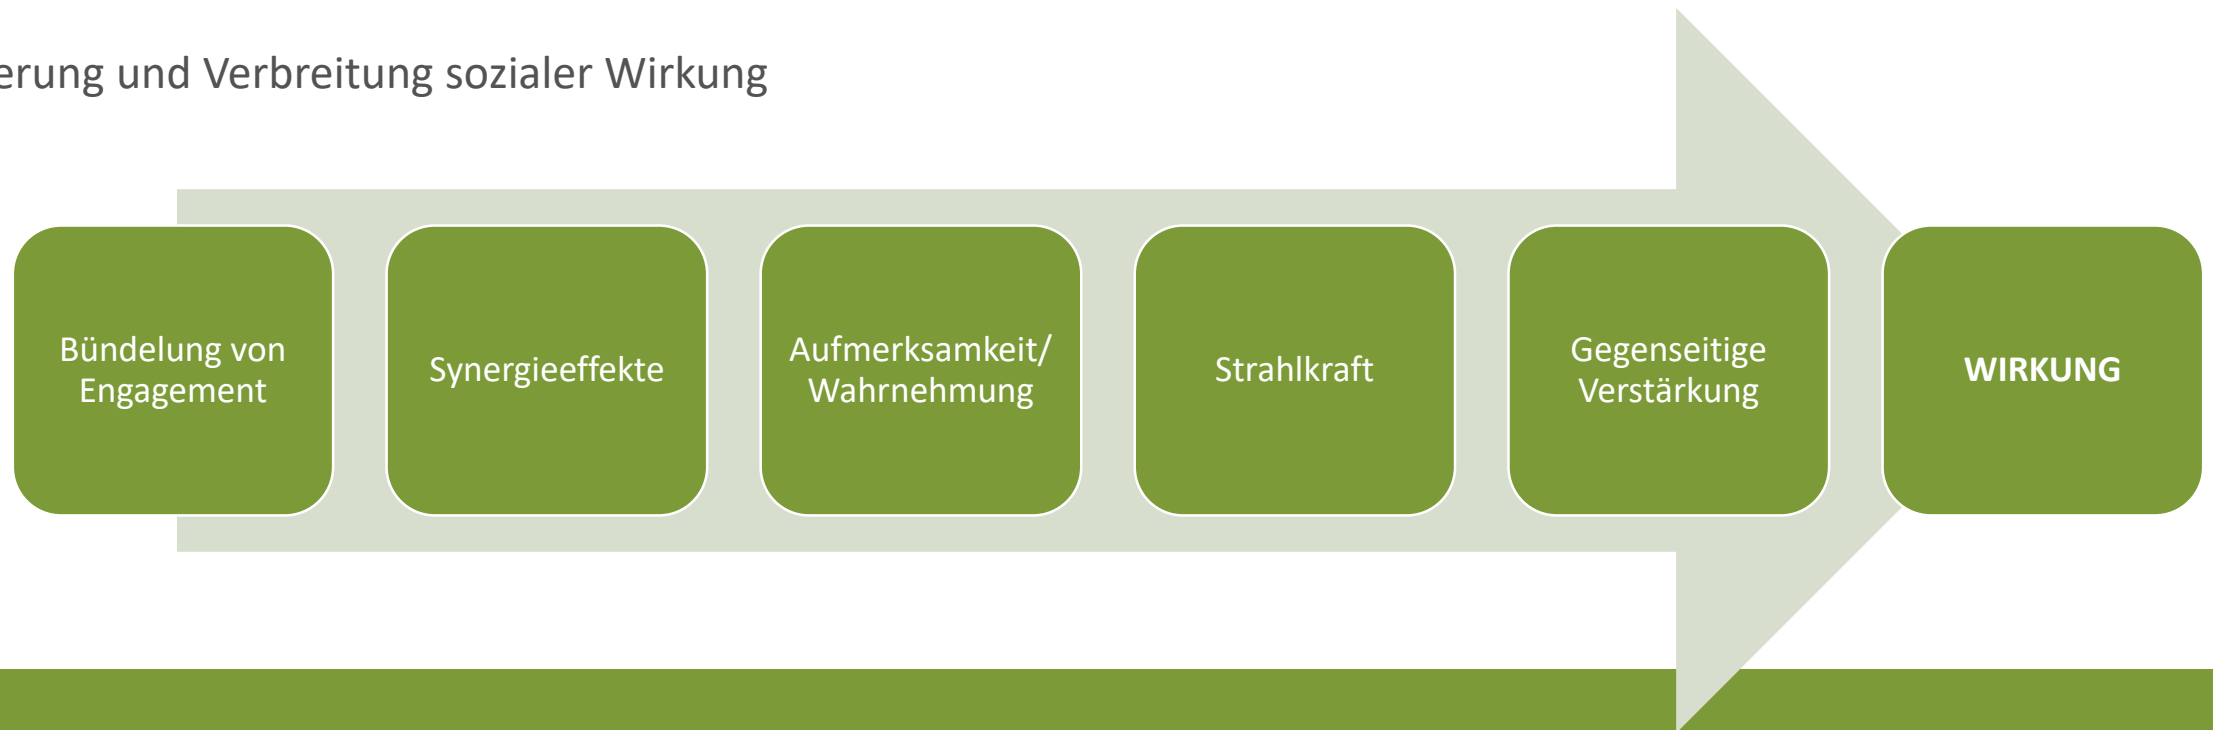 erung und Verbreitung sozialer Wirkung
Bündelung von
Engagement
Synergieeffekte
Aufmerksamkeit/
Wahrnehmung
Strahlkraft
Gegenseitige
Verstärkung
WIRKUNG